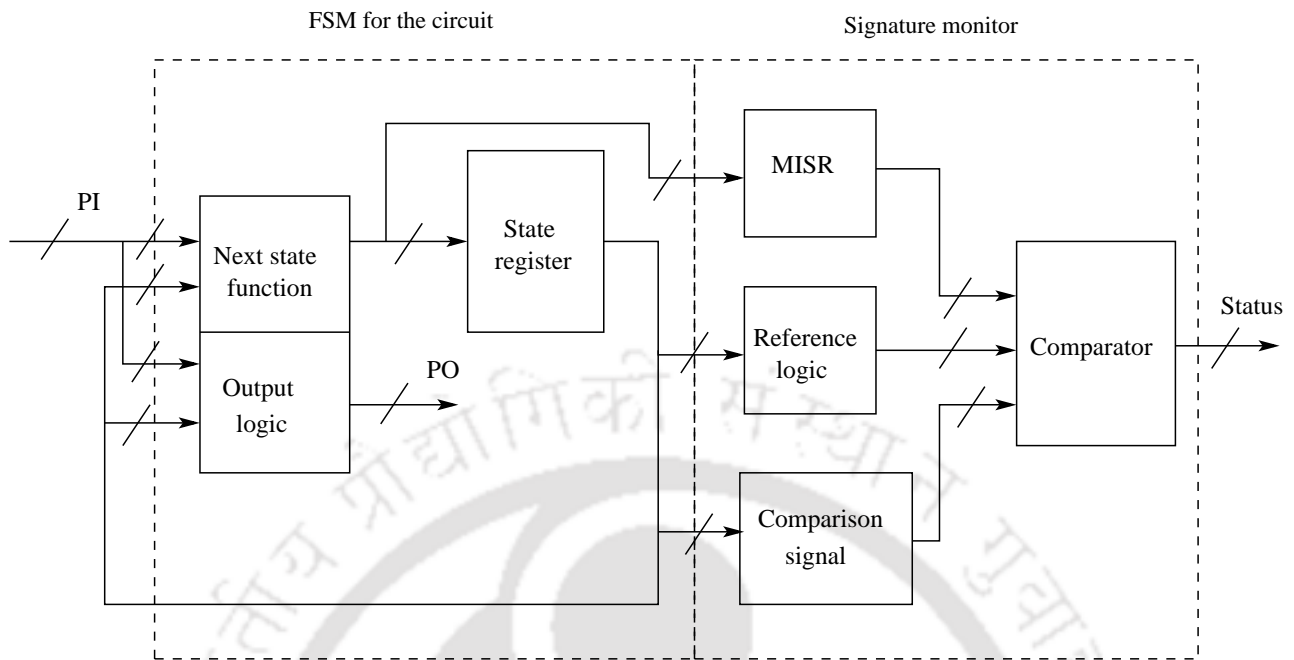 FSM for the circuit
Signature monitor
PI
Next state
function
State
register
Output
logic
PO
MISR
Reference
logic
Comparison
signal
Comparator
Status
प्रौद्योगिकी संस्थान